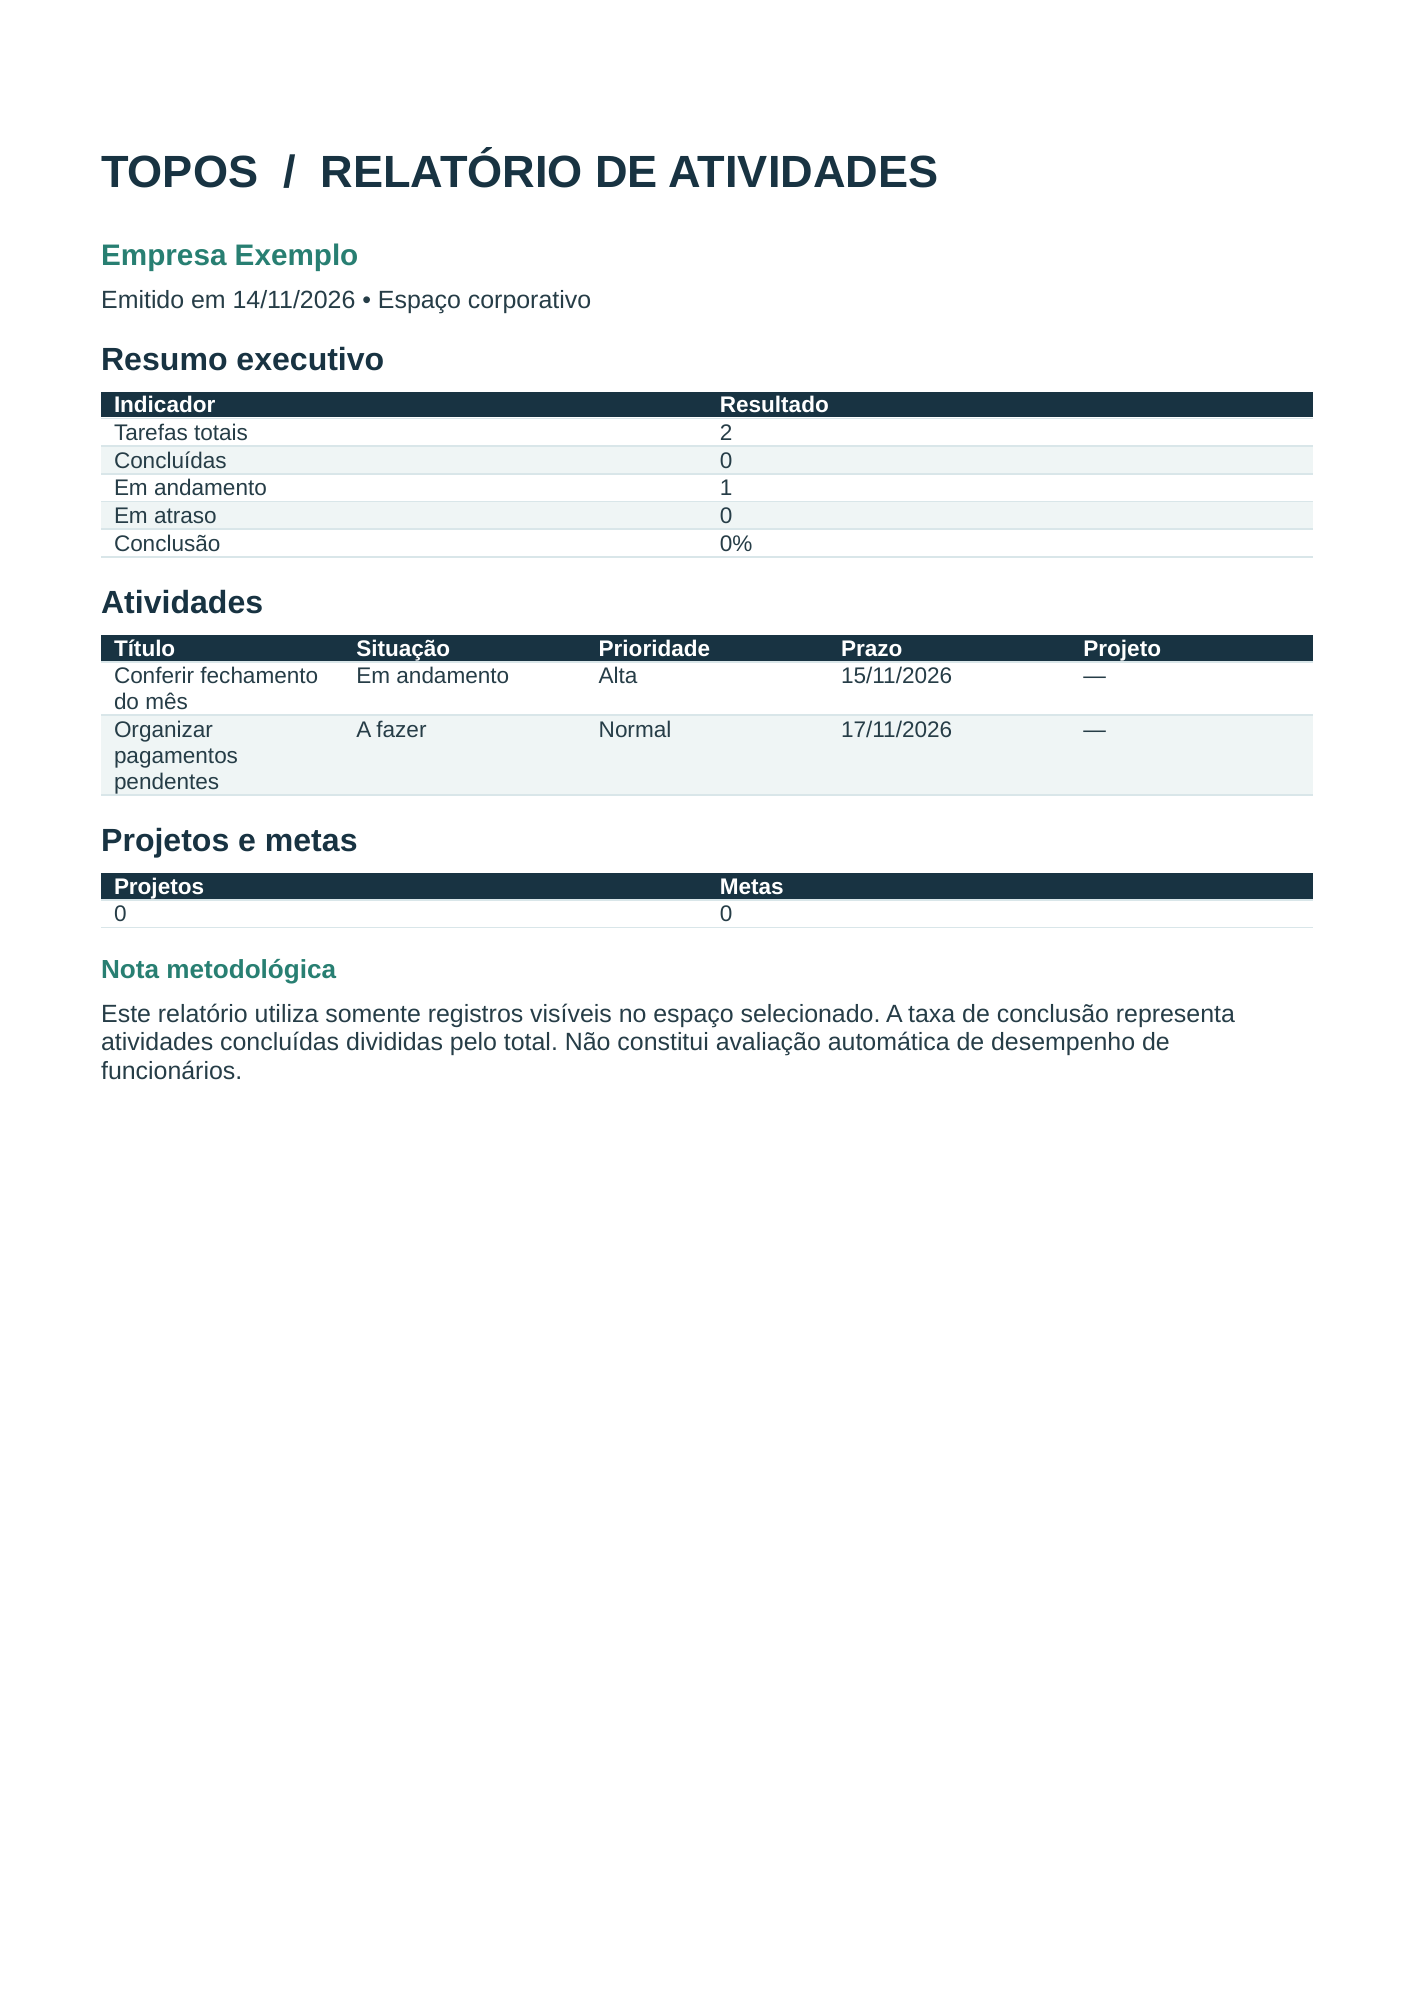 TOPOS / RELATÓRIO DE ATIVIDADES
Empresa Exemplo
Emitido em 14/11/2026 • Espaço corporativo
Resumo executivo
Indicador Resultado
Tarefas totais 2
Concluídas 0
Em andamento 1
Em atraso 0
Conclusão 0%
Atividades
Título Situação Prioridade Prazo Projeto
Conferir fechamento Em andamento Alta 15/11/2026 —
do mês
Organizar A fazer Normal 17/11/2026 —
pagamentos
pendentes
Projetos e metas
Projetos Metas
0 0
Nota metodológica
Este relatório utiliza somente registros visíveis no espaço selecionado. A taxa de conclusão representa
atividades concluídas divididas pelo total. Não constitui avaliação automática de desempenho de
funcionários.